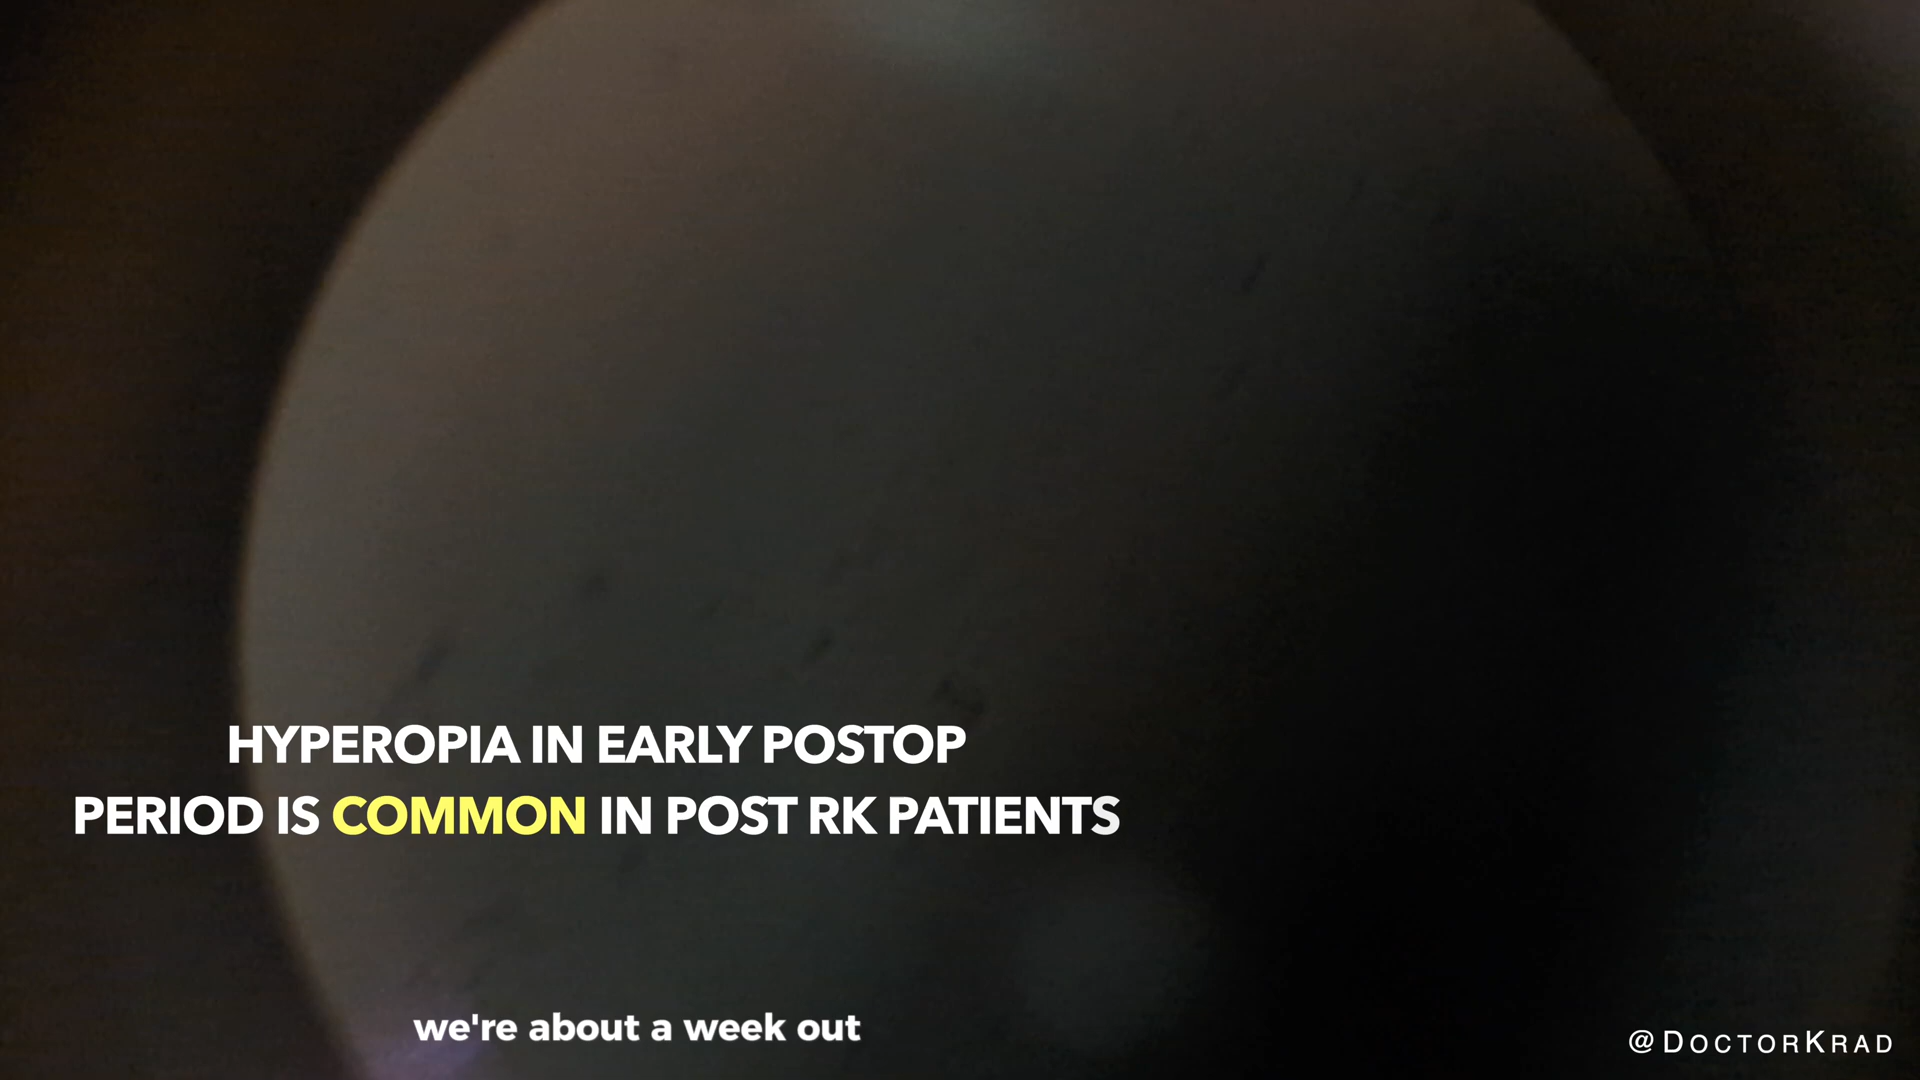 HYPEROPIA IN EARLY POSTOP
PERIOD IS COMMON IN POST RK PATIENTS
we're about a week out
@DOCTORKRAD